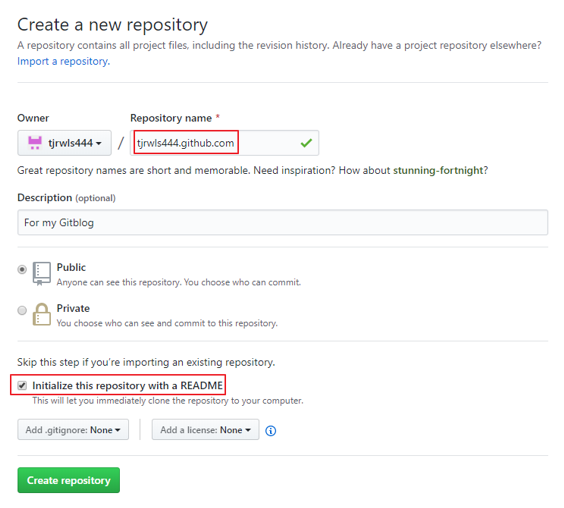 Create a new repository
A repository contains all project files, including the revision history. Already have a project repository elsewhere?
Import a repository.
Owner
Repository name *
tjrwls444
/
tjrwls444.github.com
Great repository names are short and memorable. Need inspiration? How about stunning-fortnight?
Description (optional)
For my Gitblog
Public
Anyone can see this repository. You choose who can commit.
Private
You choose who can see and commit to this repository.
Skip this step if you're importing an existing repository.
Initialize this repository with a README
This will let you immediately clone the repository to your computer.
Add .gitignore: None
Add a license: None
Create repository